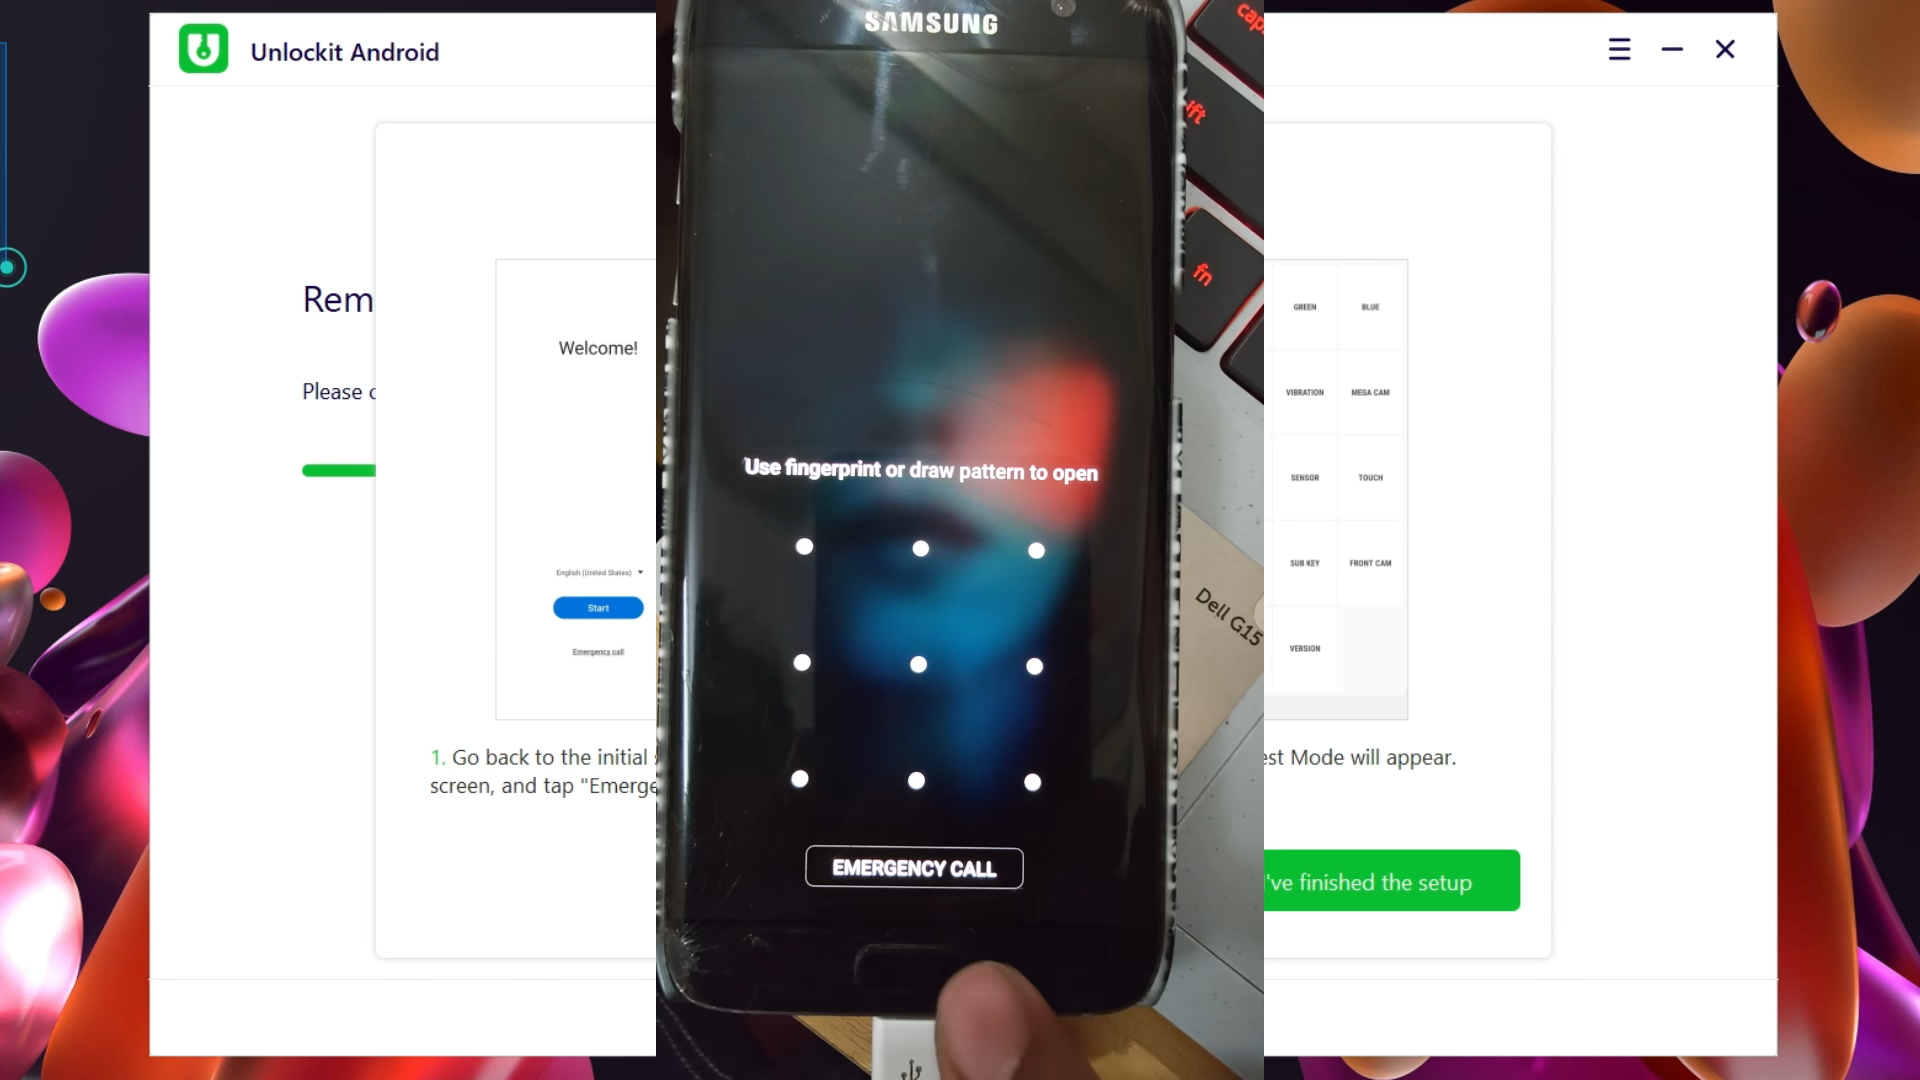 Unlockit Android
SAMSUNG
cap
ift
fn
Rem
Please
Welcome!
English (United States)
Start
Emergency call
1. Go back to the initial
screen, and tap "Emerge
Use fingerprint or draw pattern to open
EMERGENCY CALL
Dell G15
GREEN BLUE
VIBRATION MEGA CAM
SENSOR TOUCH
SUB KEY FRONT CAM
VERSION
est Mode will appear.
've finished the setup